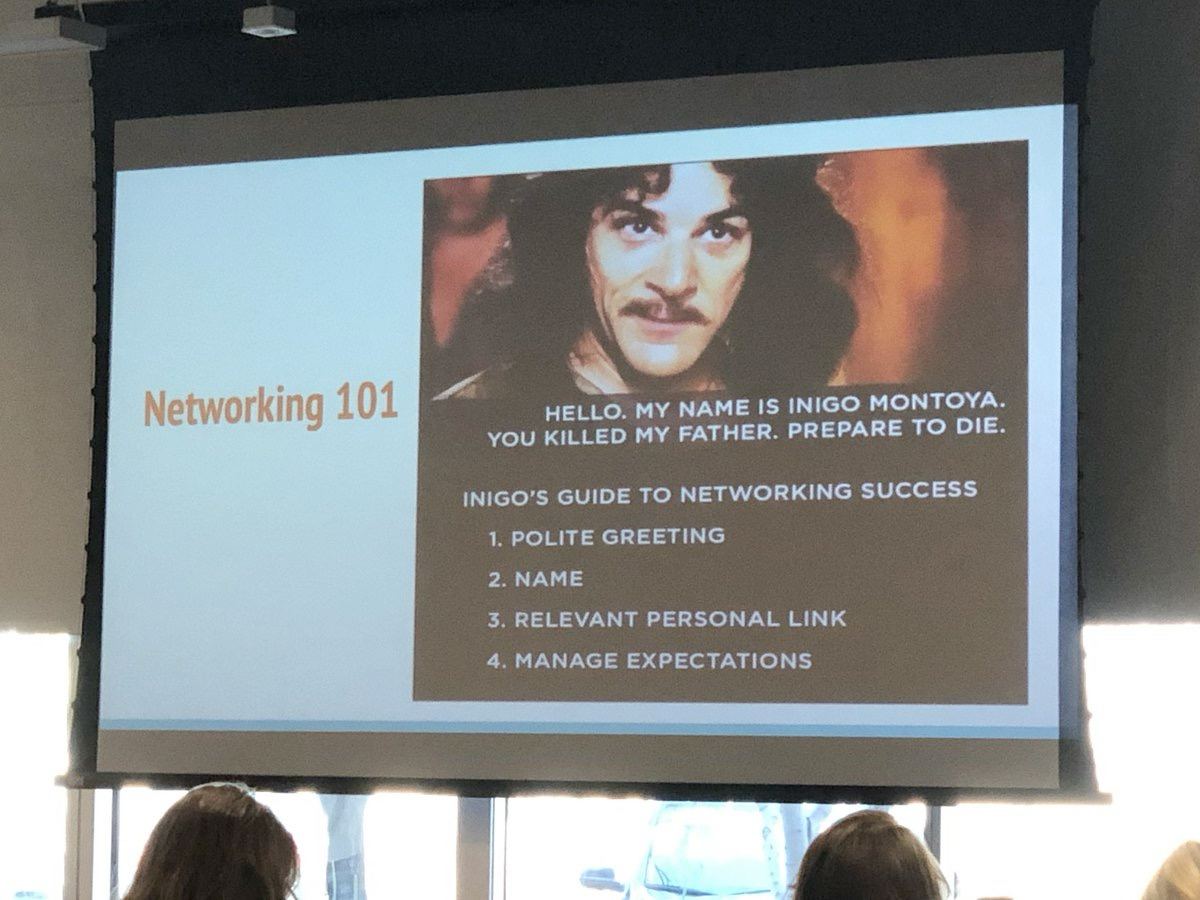 Networking 101
HELLO. MY NAME IS INIGO MONTOYA.
YOU KILLED MY FATHER. PREPARE TO DIE.
INIGO'S GUIDE TO NETWORKING SUCCESS
1. POLITE GREETING
2. NAME
3. RELEVANT PERSONAL LINK
4. MANAGE EXPECTATIONS